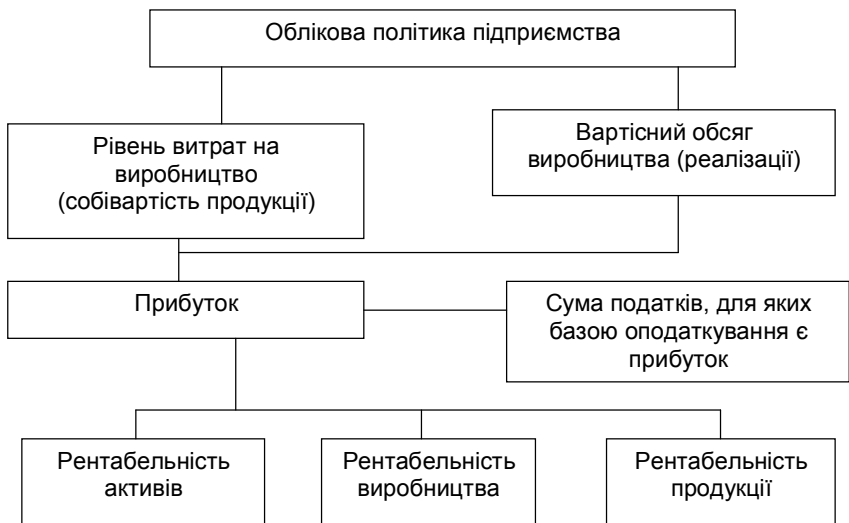 Облікова політика підприємства
Рівень витрат на
виробництво
(собівартість продукції)
Вартісний обсяг
виробництва (реалізації)
Прибуток
Сума податків, для яких
базою оподаткування є
прибуток
Рентабельність
активів
Рентабельність
виробництва
Рентабельність
продукції